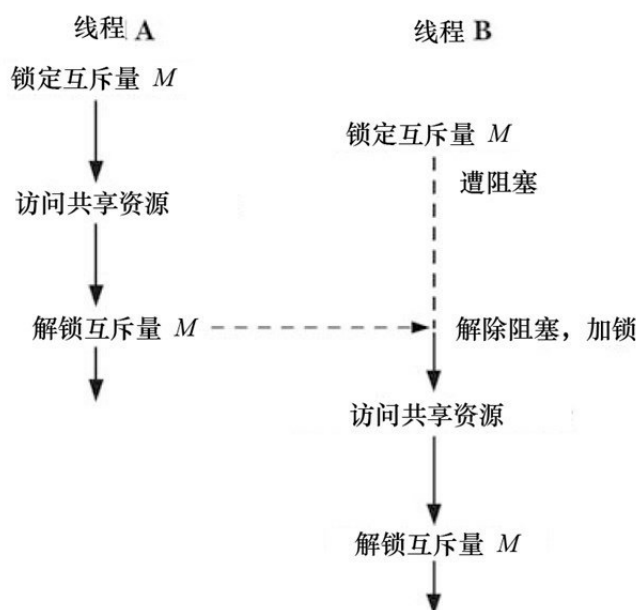 线程 A
线程 B
锁定互斥量 M
锁定互斥量 M
遭阻塞
访问共享资源
解锁互斥量 M
解除阻塞，加锁
访问共享资源
解锁互斥量 M